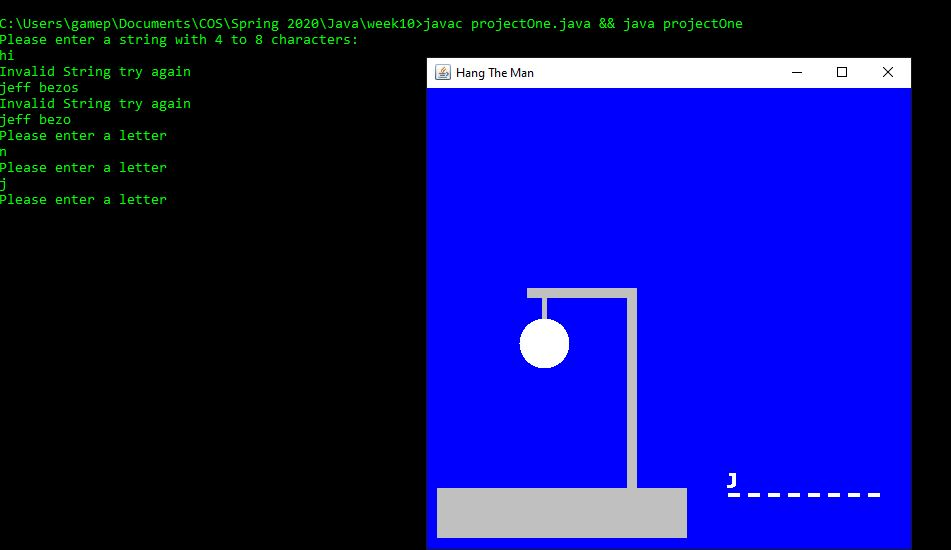 C:\Users\gamep\Documents\COS\Spring 2020\Java\week10>javac projectOne.java && java projectOne
Please enter a string with 4 to 8 characters:
hi
Invalid String try again
jeff bezos
Invalid String try again
jeff bezo
Please enter a letter
n
Please enter a letter
j
Please enter a letter
Hang The Man
J